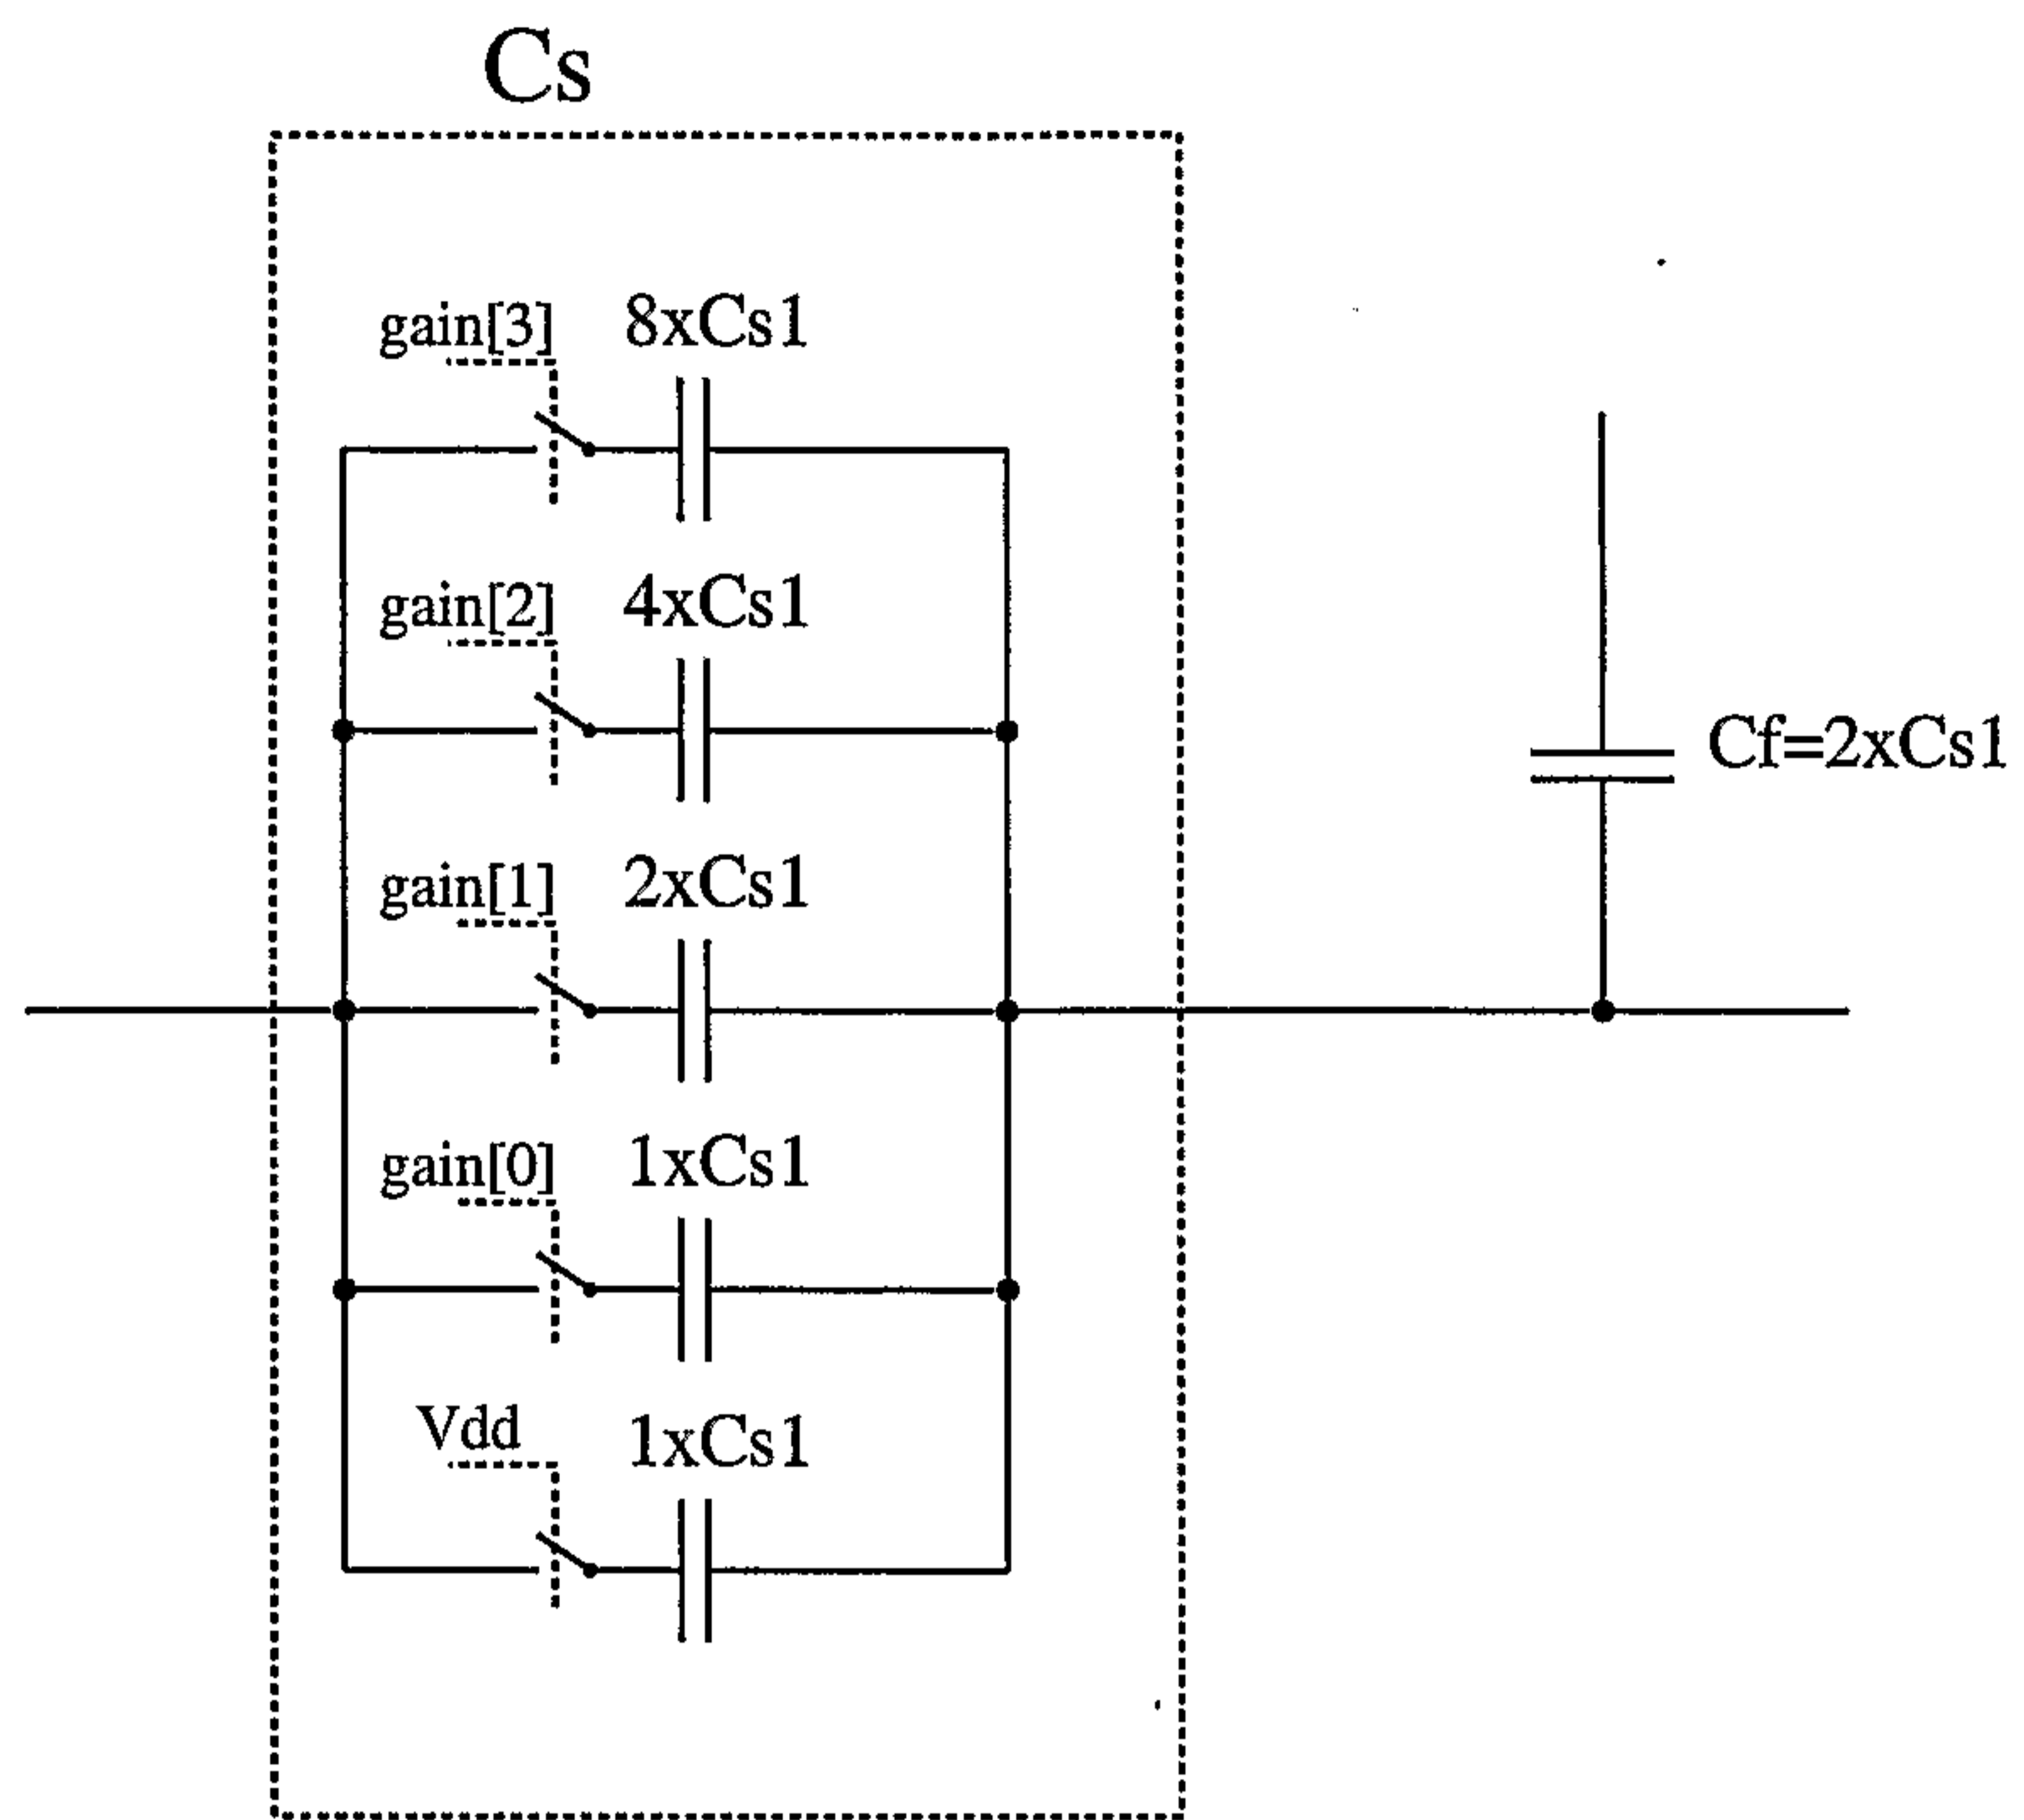 Cs
gain[3] 8xCs1
gain[2] 4xCs1
Cf=2xCs1
gain[1] 2xCs1
gain[0] 1xCs1
Vdd 1xCs1